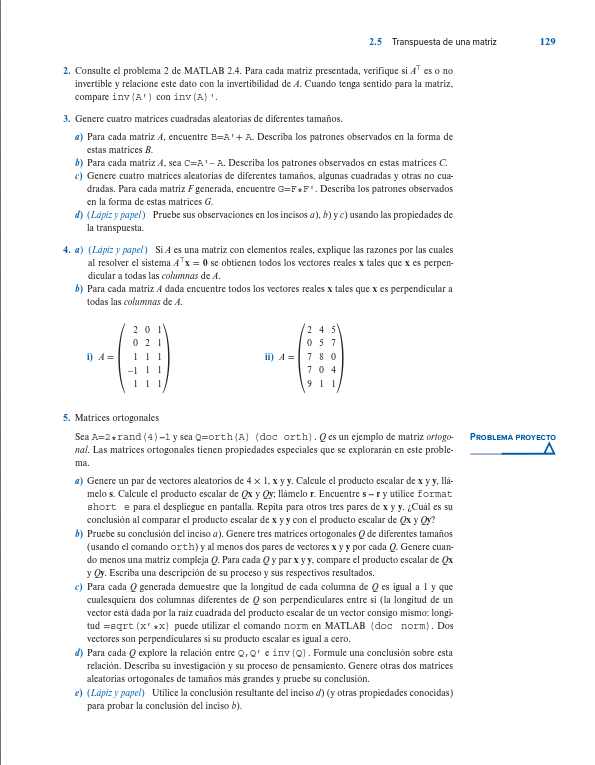 2.5 Transpuesta de una matriz 129
2. Consulte el problema 2 de MATLAB 2.4. Para cada matriz presentada, verifique si A⊤ es o no
invertible y relacione este dato con la invertibilidad de A. Cuando tenga sentido para la matriz,
compare inv(A') con inv(A)'.
3. Genere cuatro matrices cuadradas aleatorias de diferentes tamaños.
a) Para cada matriz A, encuentre B=A'+ A. Describa los patrones observados en la forma de
estas matrices B.
b) Para cada matriz A, sea C=A'– A. Describa los patrones observados en estas matrices C.
c) Genere cuatro matrices aleatorias de diferentes tamaños, algunas cuadradas y otras no cua-
dradas. Para cada matriz F generada, encuentre G=F*F'. Describa los patrones observados
en la forma de estas matrices G.
d) (Lápiz y papel) Pruebe sus observaciones en los incisos a), b) y c) usando las propiedades de
la transpuesta.
4. a) (Lápiz y papel) Si A es una matriz con elementos reales, explique las razones por las cuales
al resolver el sistema A⊤x = 0 se obtienen todos los vectores reales x tales que x es perpen-
dicular a todas las columnas de A.
b) Para cada matriz A dada encuentre todos los vectores reales x tales que x es perpendicular a
todas las columnas de A.
i) A =
2 0 1
0 2 1
1 1 1
−1 1 1
1 1 1
ii) A =
2 4 5
0 5 7
7 8 0
7 0 4
9 1 1
5. Matrices ortogonales
Sea A=2*rand(4)–1 y sea Q=orth(A) (doc orth). Q es un ejemplo de matriz ortogo-
nal. Las matrices ortogonales tienen propiedades especiales que se explorarán en este proble-
ma.
PROBLEMA PROYECTO
a) Genere un par de vectores aleatorios de 4 × 1, x y y. Calcule el producto escalar de x y y, llá-
melo s. Calcule el producto escalar de Qx y Qy; llámelo r. Encuentre s – r y utilice format
short e para el despliegue en pantalla. Repita para otros tres pares de x y y. ¿Cuál es su
conclusión al comparar el producto escalar de x y y con el producto escalar de Qx y Qy?
b) Pruebe su conclusión del inciso a). Genere tres matrices ortogonales Q de diferentes tamaños
(usando el comando orth) y al menos dos pares de vectores x y y por cada Q. Genere cuan-
do menos una matriz compleja Q. Para cada Q y par x y y, compare el producto escalar de Qx
y Qy. Escriba una descripción de su proceso y sus respectivos resultados.
c) Para cada Q generada demuestre que la longitud de cada columna de Q es igual a 1 y que
cualesquiera dos columnas diferentes de Q son perpendiculares entre sí (la longitud de un
vector está dada por la raíz cuadrada del producto escalar de un vector consigo mismo: longi-
tud =sqrt(x'*x) puede utilizar el comando norm en MATLAB (doc norm). Dos
vectores son perpendiculares si su producto escalar es igual a cero.
d) Para cada Q explore la relación entre Q,Q' e inv(Q). Formule una conclusión sobre esta
relación. Describa su investigación y su proceso de pensamiento. Genere otras dos matrices
aleatorias ortogonales de tamaños más grandes y pruebe su conclusión.
e) (Lápiz y papel) Utilice la conclusión resultante del inciso d) (y otras propiedades conocidas)
para probar la conclusión del inciso b).